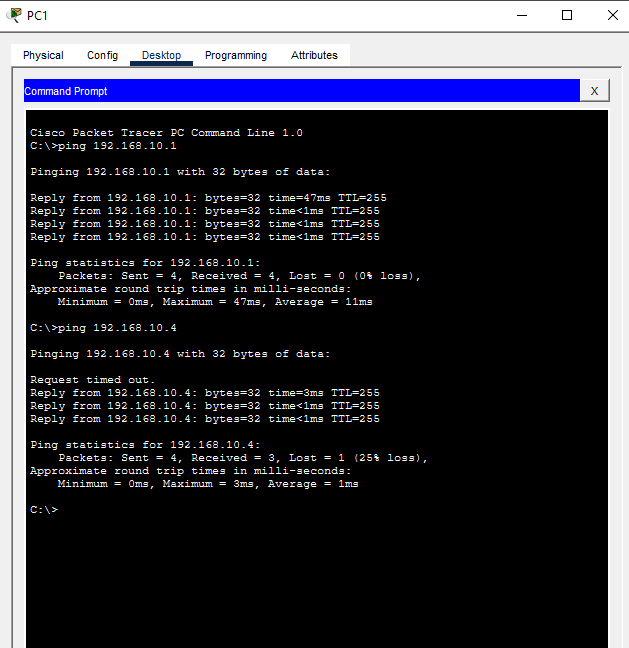 PC1
Physical Config Desktop Programming Attributes
Command Prompt X
Cisco Packet Tracer PC Command Line 1.0
C:\>ping 192.168.10.1
Pinging 192.168.10.1 with 32 bytes of data:
Reply from 192.168.10.1: bytes=32 time=47ms TTL=255
Reply from 192.168.10.1: bytes=32 time<1ms TTL=255
Reply from 192.168.10.1: bytes=32 time<1ms TTL=255
Reply from 192.168.10.1: bytes=32 time<1ms TTL=255
Ping statistics for 192.168.10.1:
Packets: Sent = 4, Received = 4, Lost = 0 (0% loss),
Approximate round trip times in milli-seconds:
Minimum = 0ms, Maximum = 47ms, Average = 11ms
C:\>ping 192.168.10.4
Pinging 192.168.10.4 with 32 bytes of data:
Request timed out.
Reply from 192.168.10.4: bytes=32 time=3ms TTL=255
Reply from 192.168.10.4: bytes=32 time<1ms TTL=255
Reply from 192.168.10.4: bytes=32 time<1ms TTL=255
Ping statistics for 192.168.10.4:
Packets: Sent = 4, Received = 3, Lost = 1 (25% loss),
Approximate round trip times in milli-seconds:
Minimum = 0ms, Maximum = 3ms, Average = 1ms
C:\>